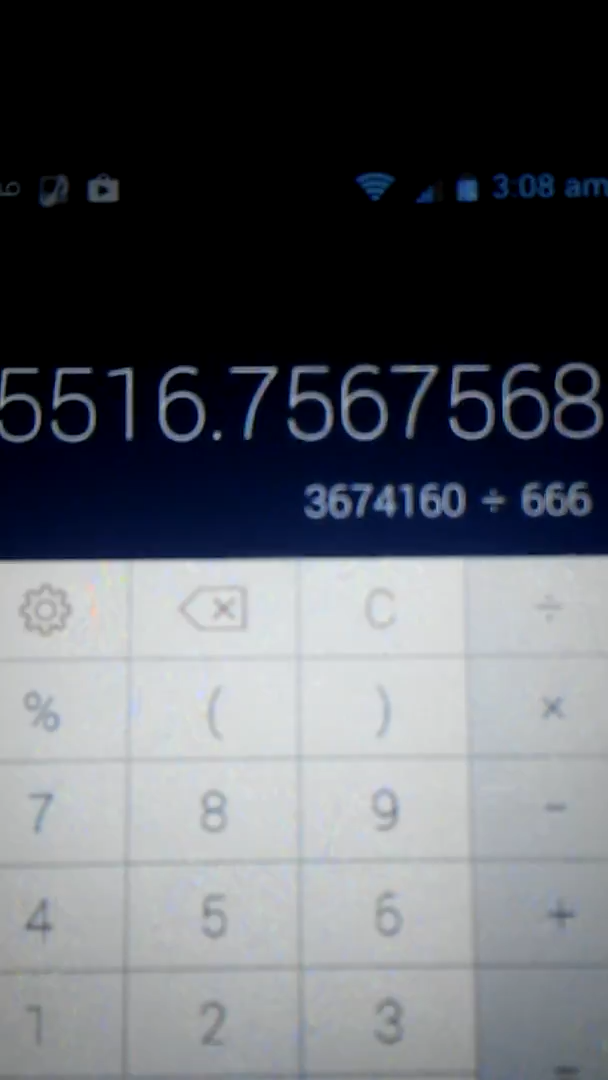 3:08 am
5516.7567568
3674160 ÷ 666
C ÷
% ( ) ×
7 8 9 -
4 5 6 +
1 2 3 =